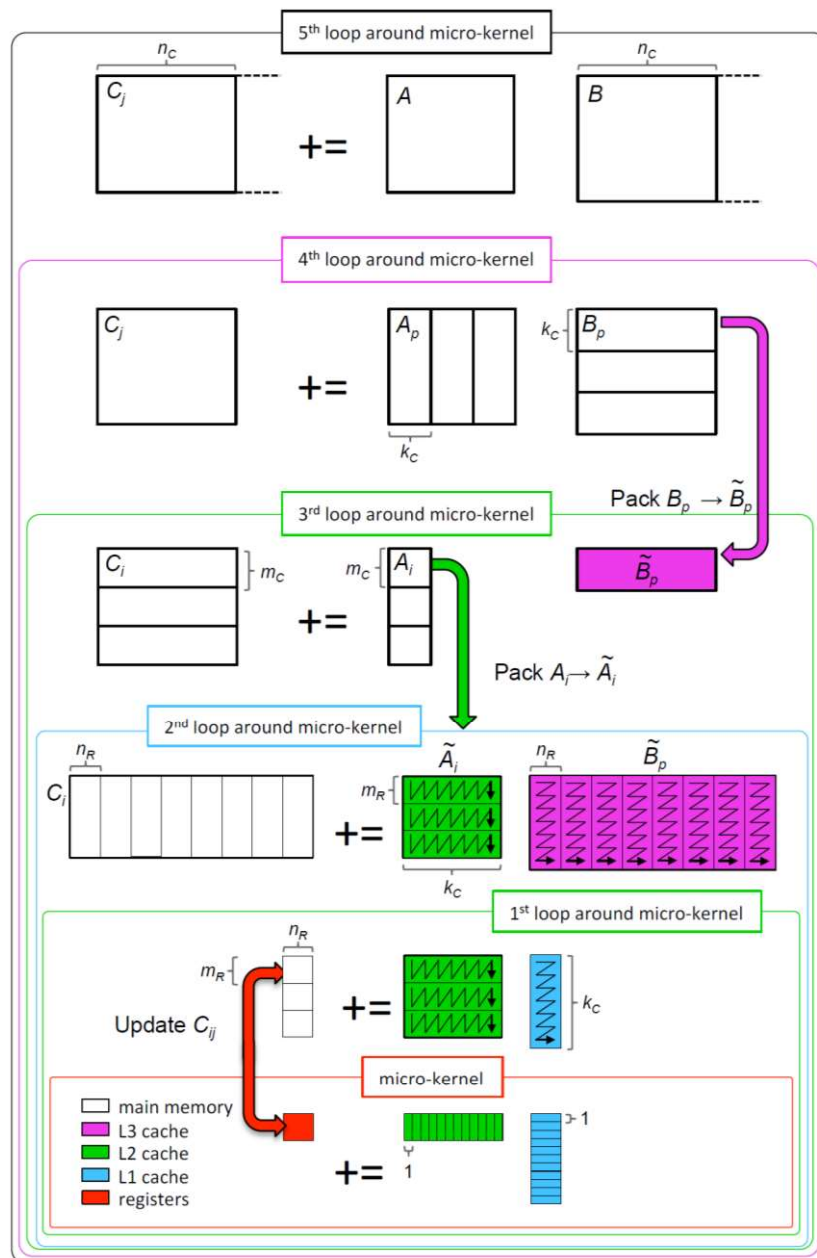 5th loop around micro-kernel
n_C n_C
C_j A B
+=
4th loop around micro-kernel
C_j A_p B_p
k_C
+=
k_C
Pack B_p → B̃_p
3rd loop around micro-kernel
C_i m_C m_C A_i B̃_p
+=
Pack A_i → Ã_i
2nd loop around micro-kernel
n_R Ã_i n_R B̃_p
C_i m_R
+=
k_C
1st loop around micro-kernel
n_R
m_R += k_C
Update C_ij
micro-kernel
main memory
L3 cache
L2 cache
L1 cache
registers
+=
1 1